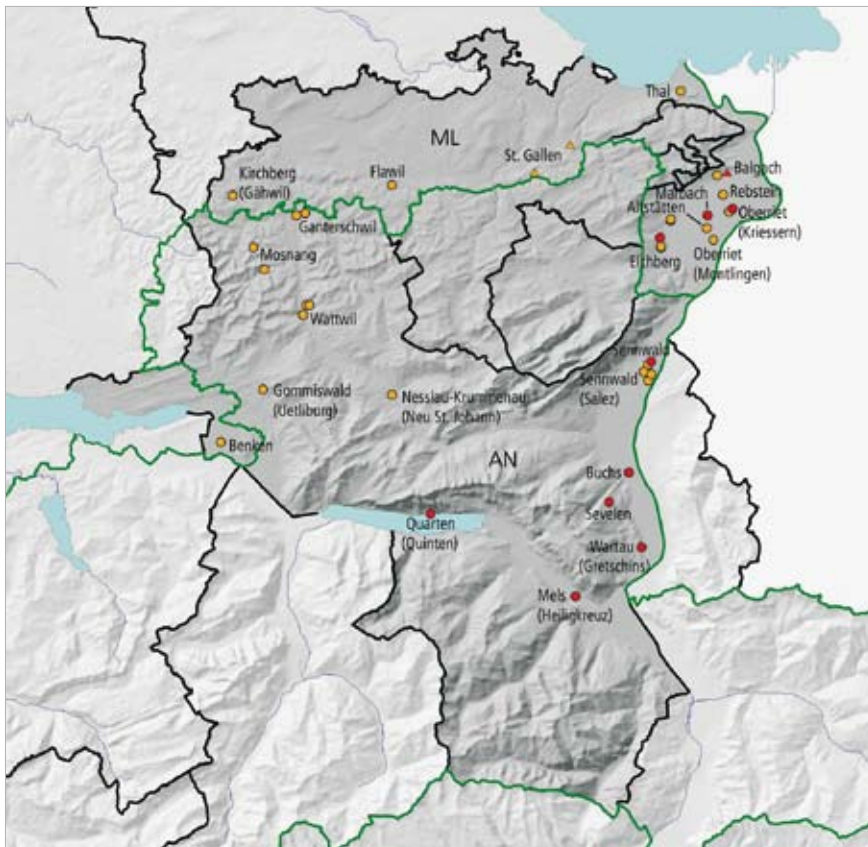 Thal
ML
St. Gallen
Kirchberg
(Gähwil)
Flawil
Balgach
Marbach
Rebstein
Altstätten
Oberriet
(Kriessern)
Ganterschwil
Mosnang
Eichberg
Oberriet
(Montlingen)
Wattwil
Sennwald
Sennwald
(Salez)
Gommiswald
(Uetliburg)
Nesslau-Krummenau
(Neu St. Johann)
Benken
AN
Buchs
Sevelen
Quarten
(Quinten)
Wartau
(Gretschins)
Mels
(Heiligkreuz)